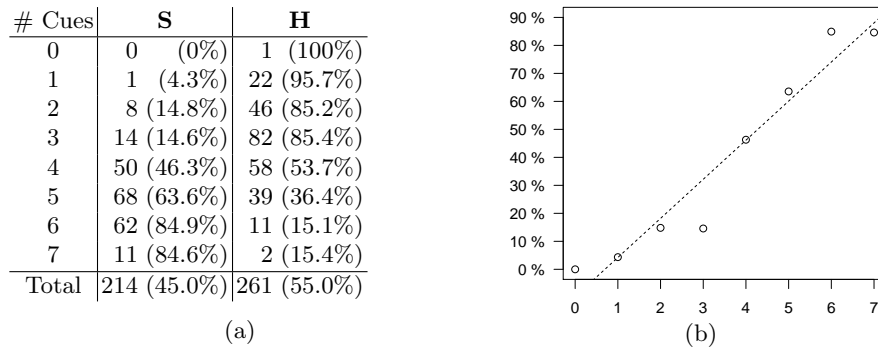 # Cues S H
0 0 (0%) 1 (100%)
1 1 (4.3%) 22 (95.7%)
2 8 (14.8%) 46 (85.2%)
3 14 (14.6%) 82 (85.4%)
4 50 (46.3%) 58 (53.7%)
5 68 (63.6%) 39 (36.4%)
6 62 (84.9%) 11 (15.1%)
7 11 (84.6%) 2 (15.4%)
Total 214 (45.0%) 261 (55.0%)
(a)
90 %
80 %
70 %
60 %
50 %
40 %
30 %
20 %
10 %
0 %
0 1 2 3 4 5 6 7
(b)